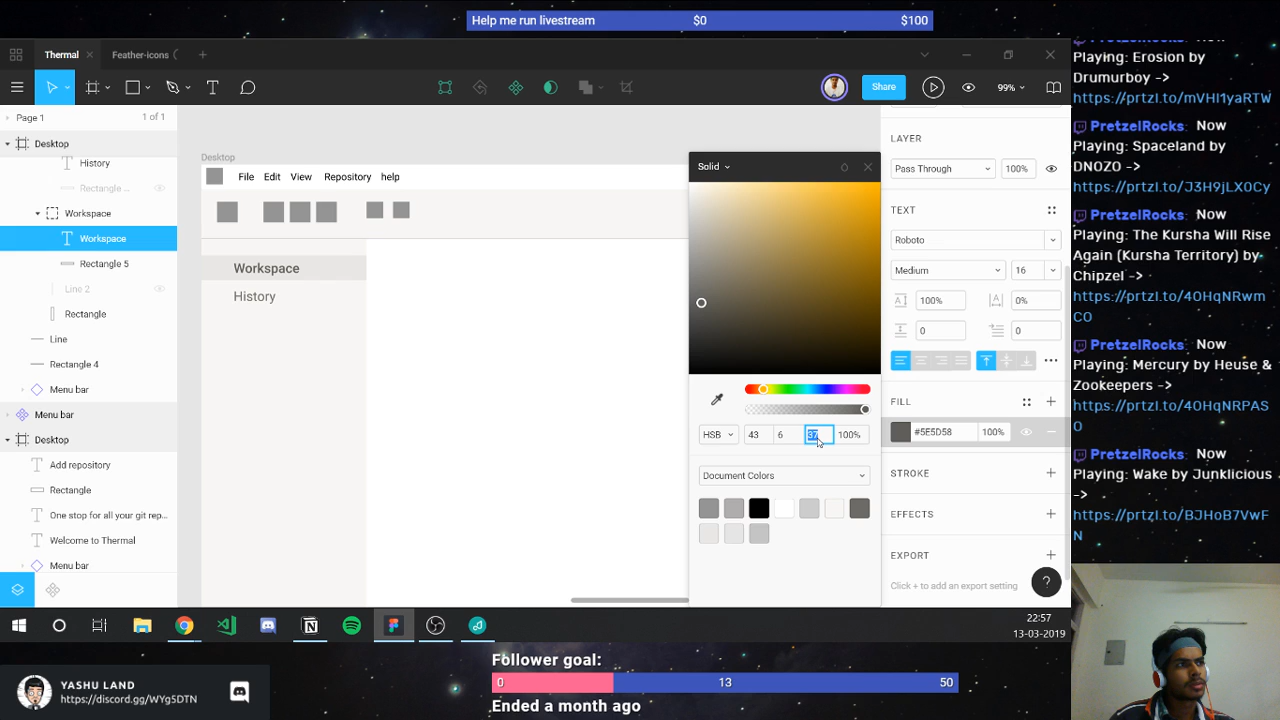 Help me run livestream $0 $100
Thermal
Feather-icons (
Share
99%
Page 1
1 of 1
Desktop
History
Rectangle ...
Workspace
Workspace
Rectangle 5
Line 2
Rectangle
Line
Rectangle 4
Menu bar
Menu bar
Desktop
Add repository
Rectangle
One stop for all your git rep...
Welcome to Thermal
Menu bar
Desktop
File Edit View Repository help
Workspace
History
Solid
HSB 43 6 37 100%
Document Colors
LAYER
Pass Through 100%
TEXT
Roboto
Medium 16
100% 0%
0 0
FILL
#5E5D58 100%
STROKE
EFFECTS
EXPORT
Click + to add an export setting
?
22:57
13-03-2019
PretzelRocks: Now
Playing: Erosion by
Drumurboy ->
https://prtzl.to/mVHl1yaRTW
PretzelRocks: Now
Playing: Spaceland by
DNOZO ->
https://prtzl.to/J3H9jLX0Cy
PretzelRocks: Now
Playing: The Kursha Will Rise
Again (Kursha Territory) by
Chipzel ->
https://prtzl.to/4OHqNRwm
CO
PretzelRocks: Now
Playing: Mercury by Heuse &
Zookeepers ->
https://prtzl.to/4OHqNRPAS
O
PretzelRocks: Now
Playing: Wake by Junklicious
->
https://prtzl.to/BJHoB7VwF
N
YASHU LAND
https://discord.gg/WYg5DTN
Follower goal:
0 13 50
Ended a month ago